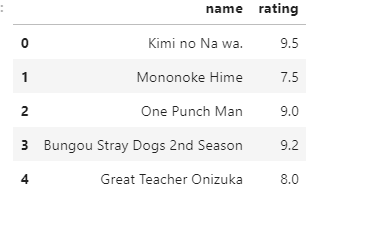 :
name rating
0 Kimi no Na wa. 9.5
1 Mononoke Hime 7.5
2 One Punch Man 9.0
3 Bungou Stray Dogs 2nd Season 9.2
4 Great Teacher Onizuka 8.0